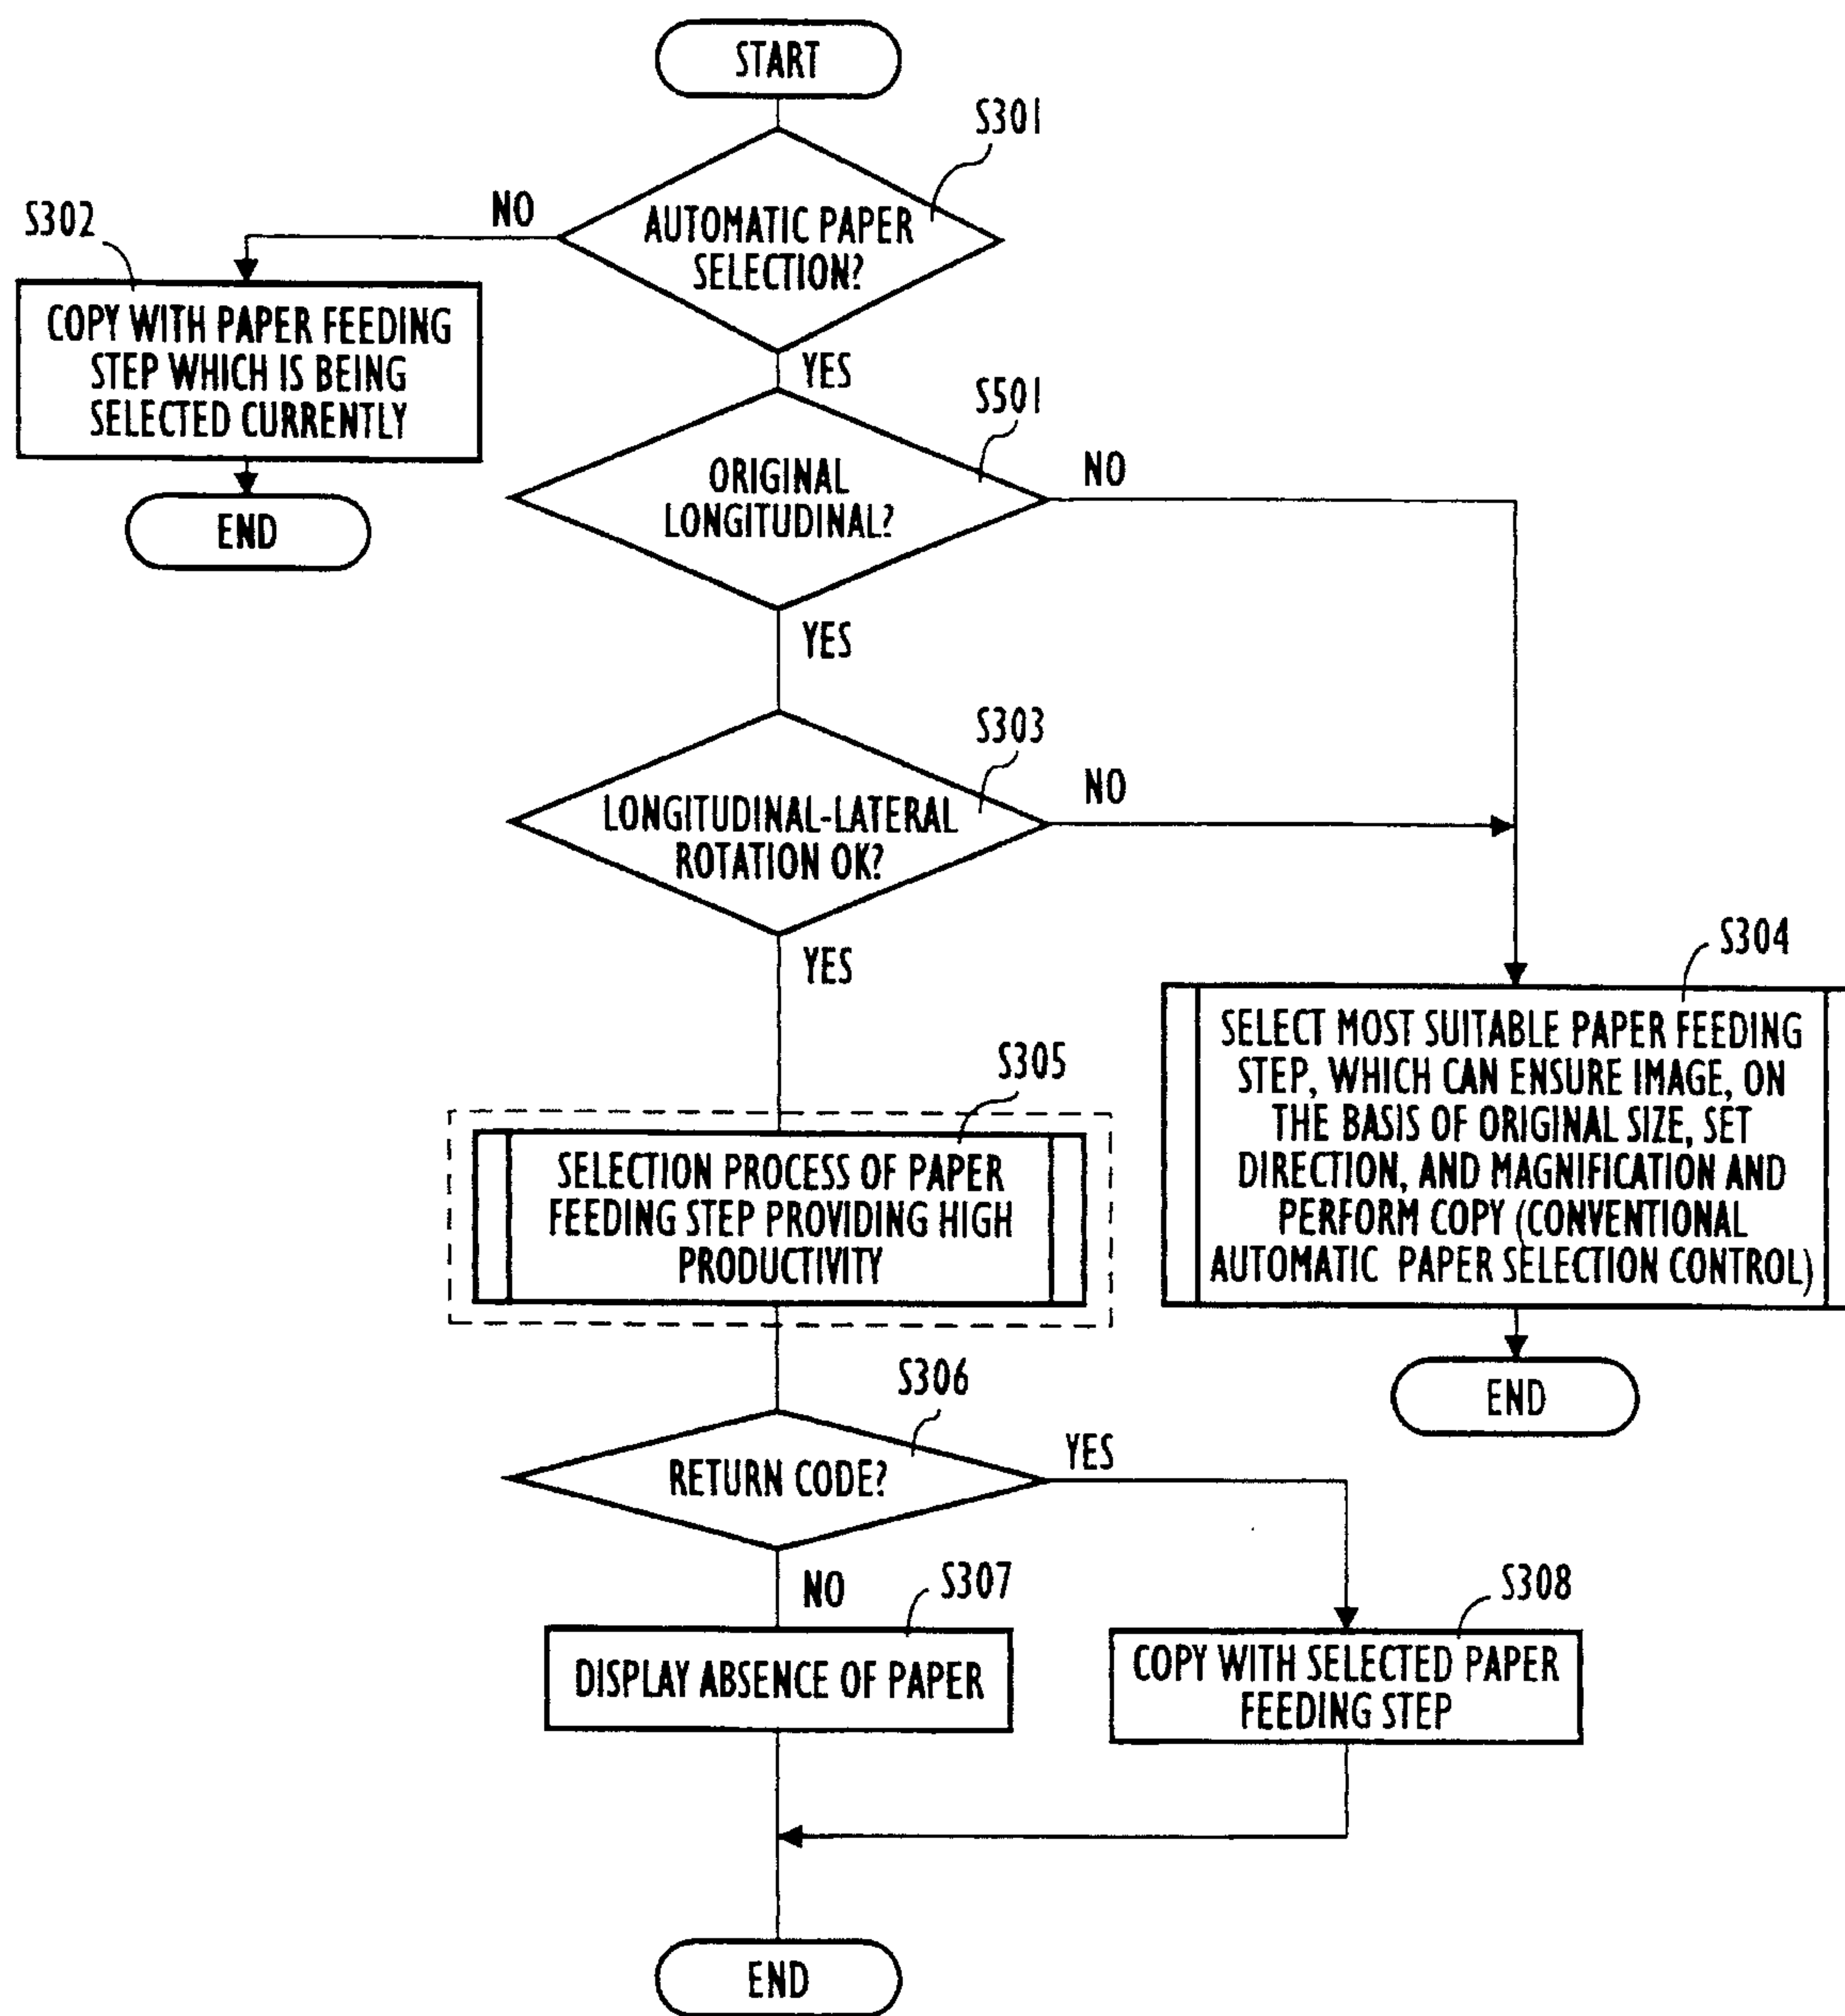 START
S301
AUTOMATIC PAPER
SELECTION?
NO
S302
COPY WITH PAPER FEEDING
STEP WHICH IS BEING
SELECTED CURRENTLY
END
YES
S501
ORIGINAL
LONGITUDINAL?
NO
YES
S303
LONGITUDINAL-LATERAL
ROTATION OK?
NO
YES
S304
SELECT MOST SUITABLE PAPER FEEDING
STEP, WHICH CAN ENSURE IMAGE, ON
THE BASIS OF ORIGINAL SIZE, SET
DIRECTION, AND MAGNIFICATION AND
PERFORM COPY (CONVENTIONAL
AUTOMATIC PAPER SELECTION CONTROL)
END
S305
SELECTION PROCESS OF PAPER
FEEDING STEP PROVIDING HIGH
PRODUCTIVITY
S306
RETURN CODE?
YES
NO
S307
DISPLAY ABSENCE OF PAPER
S308
COPY WITH SELECTED PAPER
FEEDING STEP
END